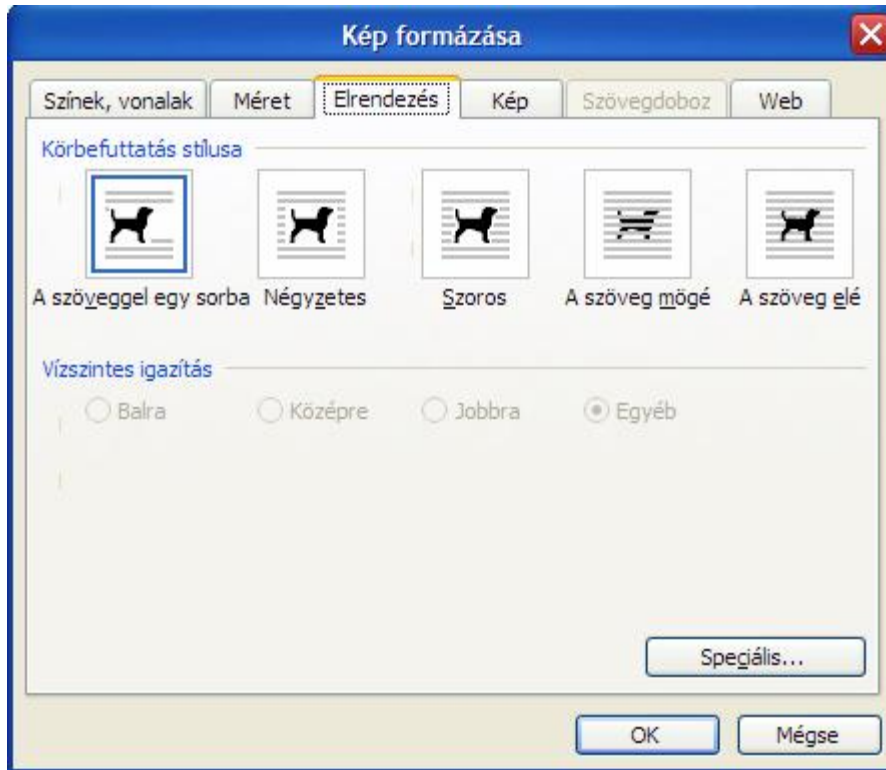 Kép formázása
Színek, vonalak Méret Elrendezés Kép Szövegdoboz Web
Körbefuttatás stílusa
A szöveggel egy sorba Négyzetes Szoros A szöveg mögé A szöveg elé
Vízszintes igazítás
Balra Középre Jobbra Egyéb
Speciális...
OK Mégse